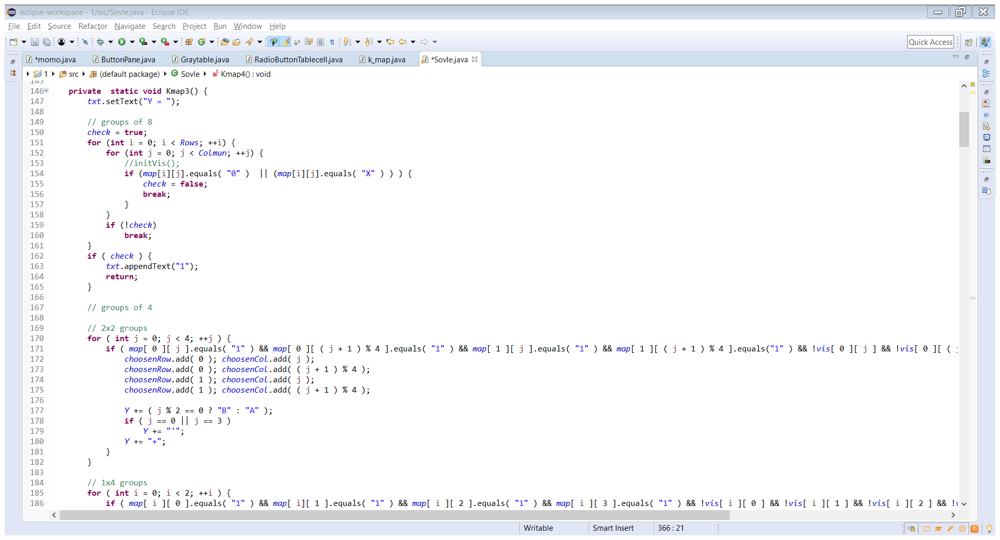 eclipse-workspace - 1/src/Sovle.java - Eclipse IDE
File Edit Source Refactor Navigate Search Project Run Window Help
Quick Access
*momo.java ButtonPane.java Graytable.java RadioButtonTablecell.java k_map.java *Sovle.java
1 src (default package) Sovle Kmap4() : void
145
146 private  static void Kmap3() {
147 txt.setText("Y = ");
148
149 // groups of 8
150 check = true;
151 for (int i = 0; i < Rows; ++i) {
152 for (int j = 0; j < Colmun; ++j) {
153 //initVis();
154 if (map[i][j].equals( "0" )  || (map[i][j].equals( "X" ) ) ) {
155 check = false;
156 break;
157 }
158 }
159 if (!check)
160 break;
161 }
162 if ( check ) {
163 txt.appendText("1");
164 return;
165 }
166
167 // groups of 4
168
169 // 2x2 groups
170 for ( int j = 0; j < 4; ++j ) {
171 if ( map[ 0 ][ j ].equals( "1" ) && map[ 0 ][ ( j + 1 ) % 4 ].equals( "1" ) && map[ 1 ][ j ].equals( "1" ) && map[ 1 ][ ( j + 1 ) % 4 ].equals("1" ) && !vis[ 0 ][ j ] && !vis[ 0 ][ ( j
172 choosenRow.add( 0 ); choosenCol.add( j );
173 choosenRow.add( 0 ); choosenCol.add( ( j + 1 ) % 4 );
174 choosenRow.add( 1 ); choosenCol.add( j );
175 choosenRow.add( 1 ); choosenCol.add( ( j + 1 ) % 4 );
176
177 Y += ( j % 2 == 0 ? "B" : "A" );
178 if ( j == 0 || j == 3 )
179 Y += "'";
180 Y += "+";
181 }
182 }
183
184 // 1x4 groups
185 for ( int i = 0; i < 2; ++i ) {
186 if ( map[ i ][ 0 ].equals( "1" ) && map[ i][ 1 ].equals( "1" ) && map[ i ][ 2 ].equals( "1" ) && map[ i ][ 3 ].equals( "1" ) && !vis[ i ][ 0 ] && !vis[ i ][ 1 ] && !vis[ i ][ 2 ] && !v
Writable Smart Insert 366 : 21